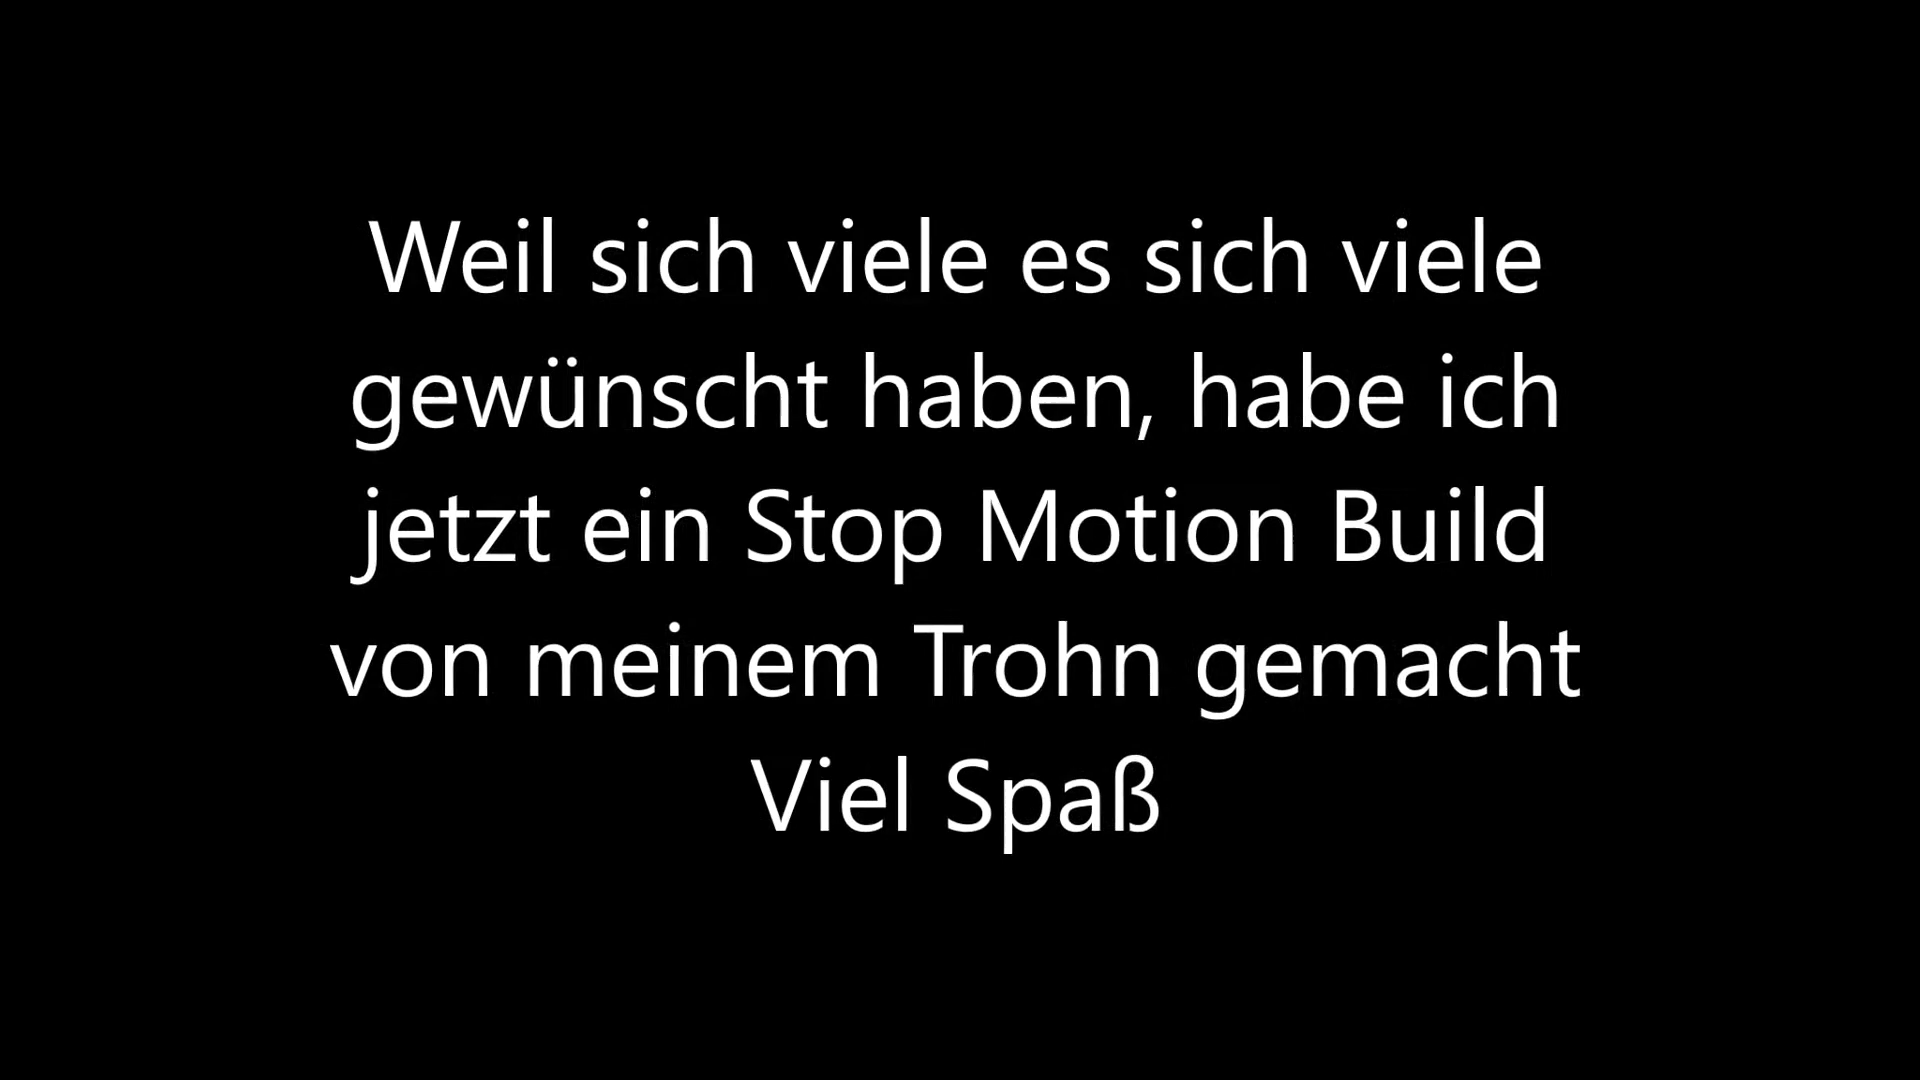 Weil sich viele es sich viele
gewünscht haben, habe ich
jetzt ein Stop Motion Build
von meinem Trohn gemacht
Viel Spaß